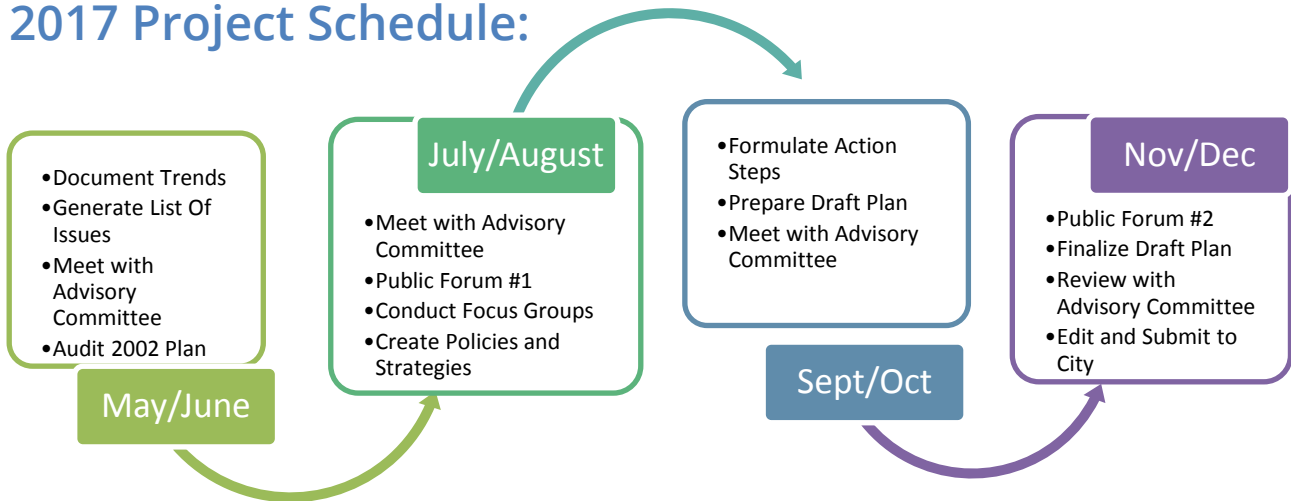 2017 Project Schedule:
•Document Trends
•Generate List Of
Issues
•Meet with
Advisory
Committee
•Audit 2002 Plan
May/June
July/August
•Meet with Advisory
Committee
•Public Forum #1
•Conduct Focus Groups
•Create Policies and
Strategies
•Formulate Action
Steps
•Prepare Draft Plan
•Meet with Advisory
Committee
Sept/Oct
Nov/Dec
•Public Forum #2
•Finalize Draft Plan
•Review with
Advisory Committee
•Edit and Submit to
City